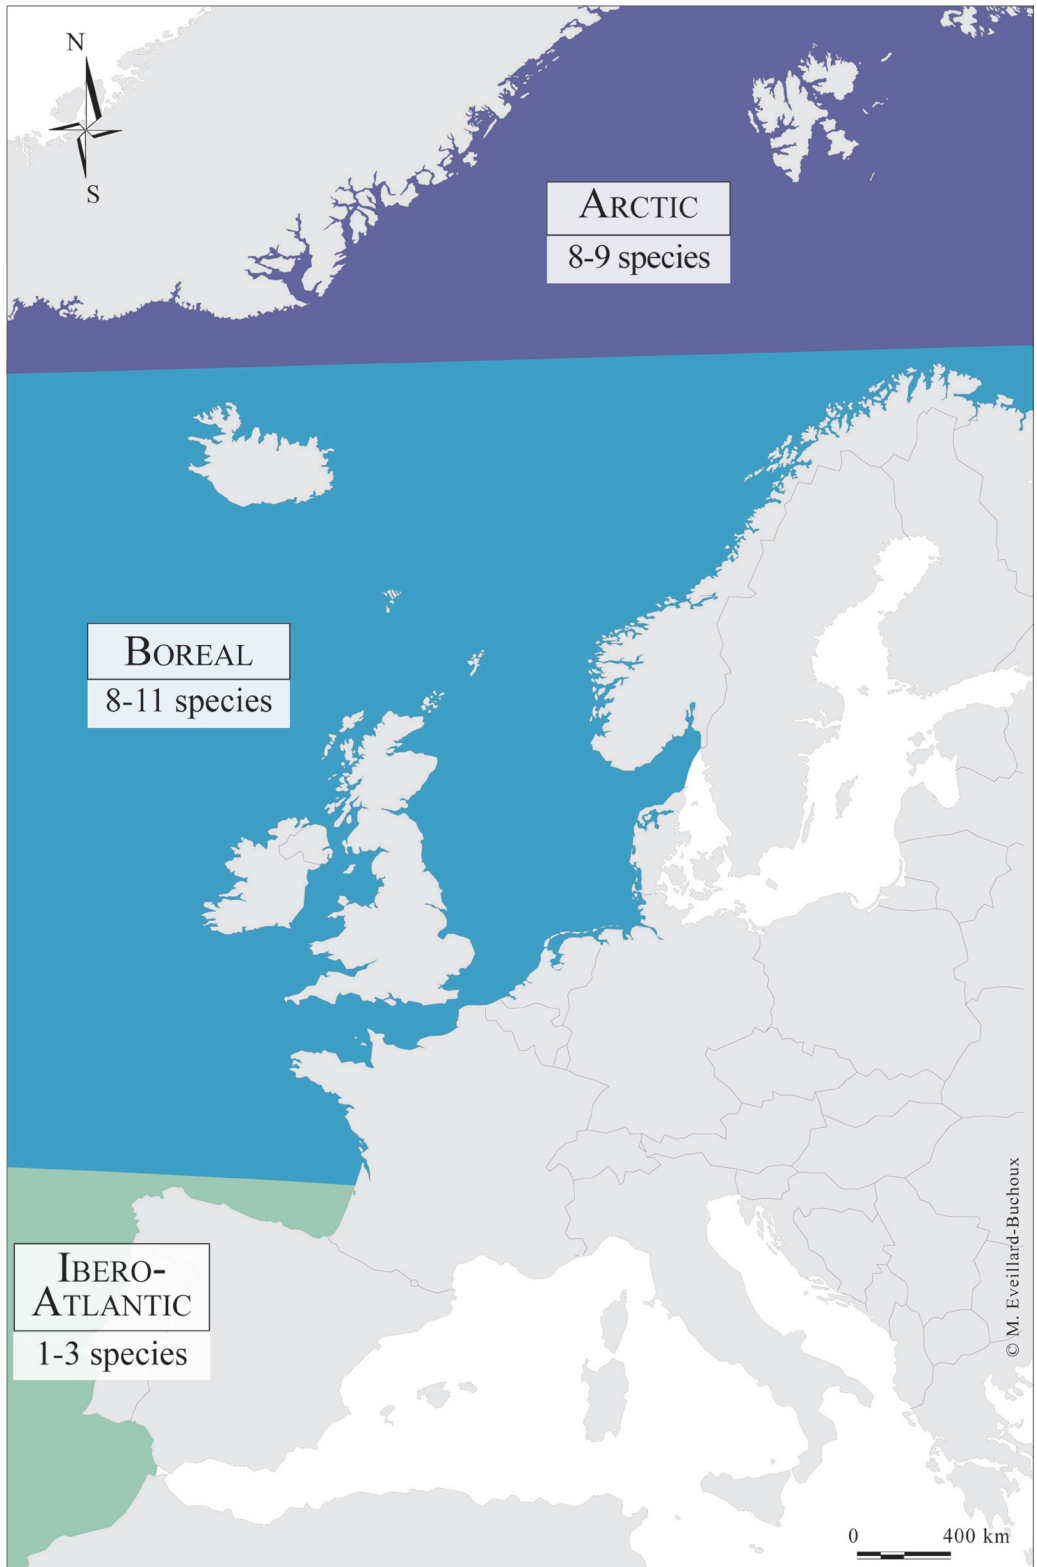 N
S
ARCTIC
8-9 species
BOREAL
8-11 species
IBERO-
ATLANTIC
1-3 species
© M. Eveillard-Buchoux
0 400 km